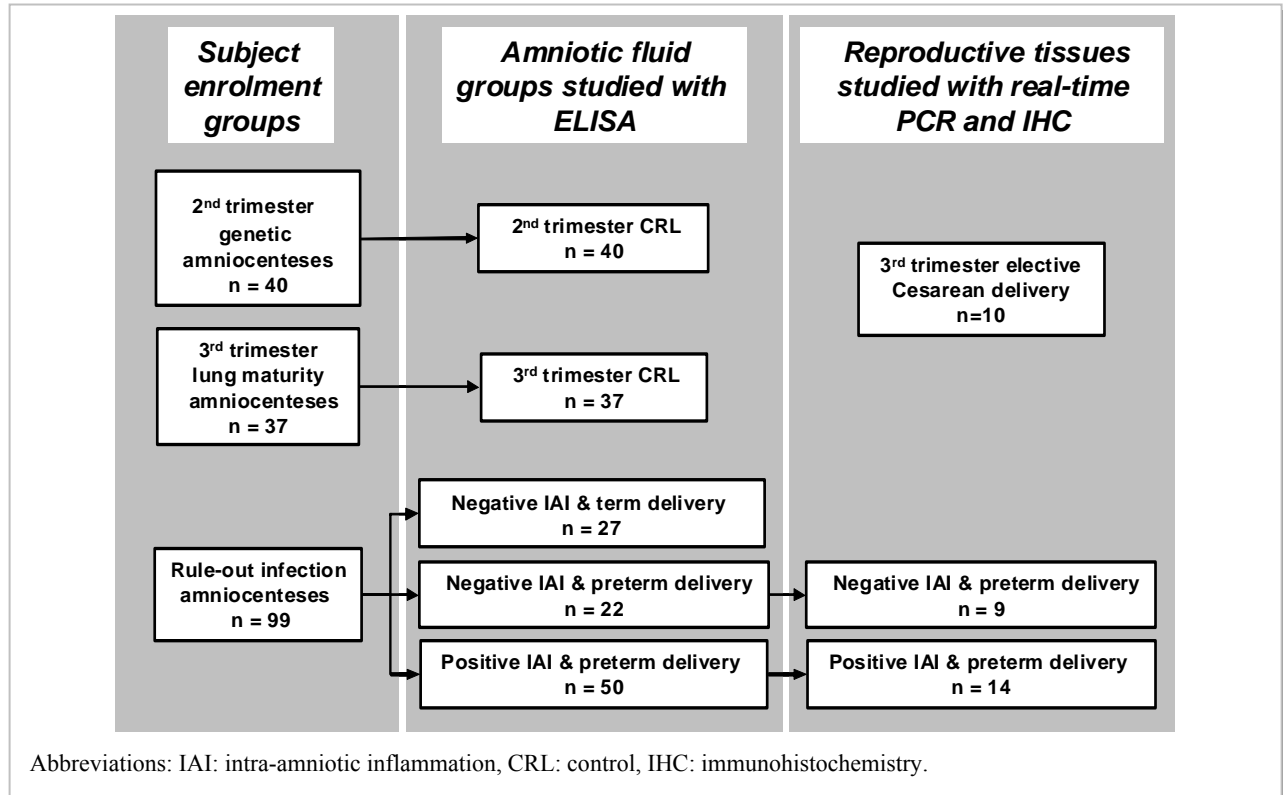 Subject
enrolment
groups
Amniotic fluid
groups studied with
ELISA
Reproductive tissues
studied with real-time
PCR and IHC
2nd trimester
genetic
amniocenteses
n = 40
2nd trimester CRL
n = 40
3rd trimester elective
Cesarean delivery
n=10
3rd trimester
lung maturity
amniocenteses
n = 37
3rd trimester CRL
n = 37
Rule-out infection
amniocenteses
n = 99
Negative IAI & term delivery
n = 27
Negative IAI & preterm delivery
n = 22
Negative IAI & preterm delivery
n = 9
Positive IAI & preterm delivery
n = 50
Positive IAI & preterm delivery
n = 14
Abbreviations: IAI: intra-amniotic inflammation, CRL: control, IHC: immunohistochemistry.